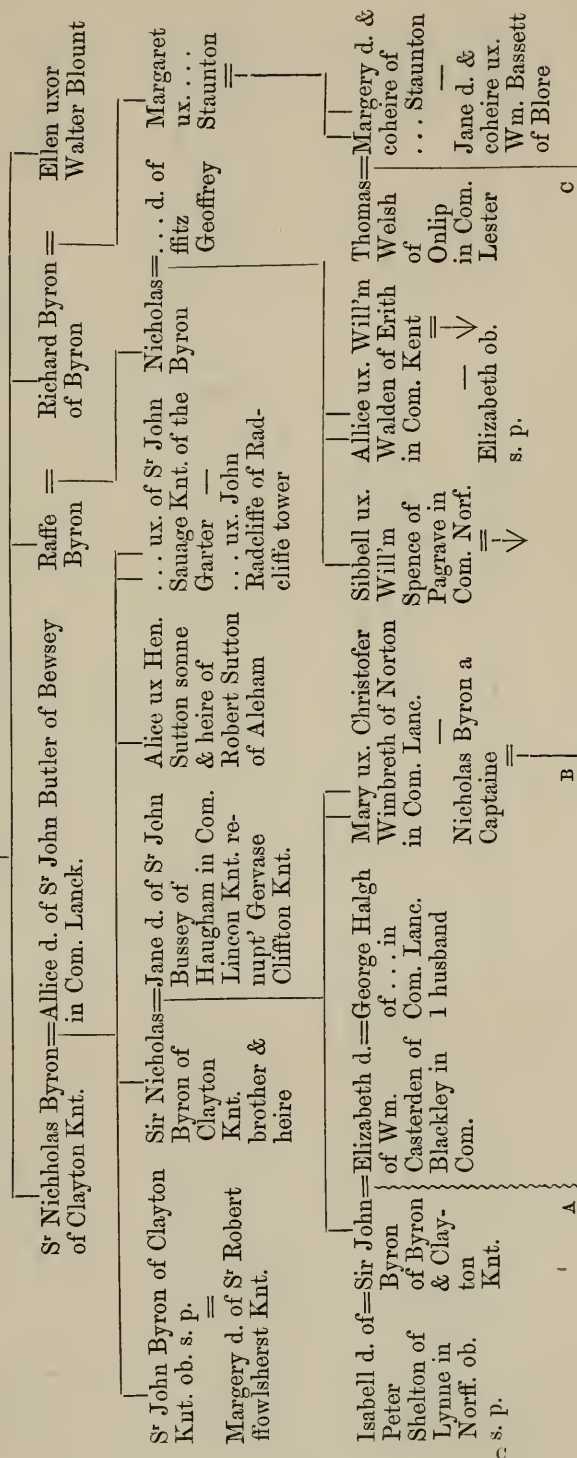 Sʳ Nichholas Byron=Allice d. of Sʳ John Butler of Bewsey
of Clayton Knt.
in Com. Lanck.
Raffe =
Byron
Richard Byron =
of Byron
Ellen uxor
Walter Blount
Sʳ John Byron of Clayton
Knt. ob. s. p.
=
Margery d. of Sʳ Robert
ffowlsherst Knt.
Sir Nicholas=Jane d. of Sʳ John
Byron of
Clayton
Knt.
brother &
heire
Bussey of
Haugham in Com.
Lincon Knt. re-
nupt' Gervase
Cliffton Knt.
Alice ux Hen.
Sutton sonne
& heire of
Robert Sutton
of Aleham
... ux. of Sʳ John
Sauage Knt. of the
Garter —
... ux. John
Radcliffe of Rad-
cliffe tower
Nicholas=... d. of
Byron
ffitz
Geoffrey
Margaret
ux....
Staunton
=
Isabell d. of=Sir John=Elizabeth d.=George Halgh
Peter
Shelton of
Lynne in
Norff. ob.
s. p.
Byron
of Byron
& Clay-
ton
Knt.
of Wm.
Casterden of
Blackley in
Com.
of... in
Com. Lanc.
1 husband
Mary ux. Christofer
Wimbreth of Norton
in Com. Lanc.
—
Nicholas Byron a
Captaine
=
Sibbell ux.
Will'm
Spence of
Pagrave in
Com. Norf.
=
Allice ux. Will'm
Walden of Erith
in Com. Kent
=
—
Elizabeth ob.
s. p.
Thomas=Margery d. &
Welsh
of
Onlip
in Com.
Lester
coheire of
... Staunton
—
Jane d. &
coheire ux.
Wm. Bassett
of Blore
A
B
C
C